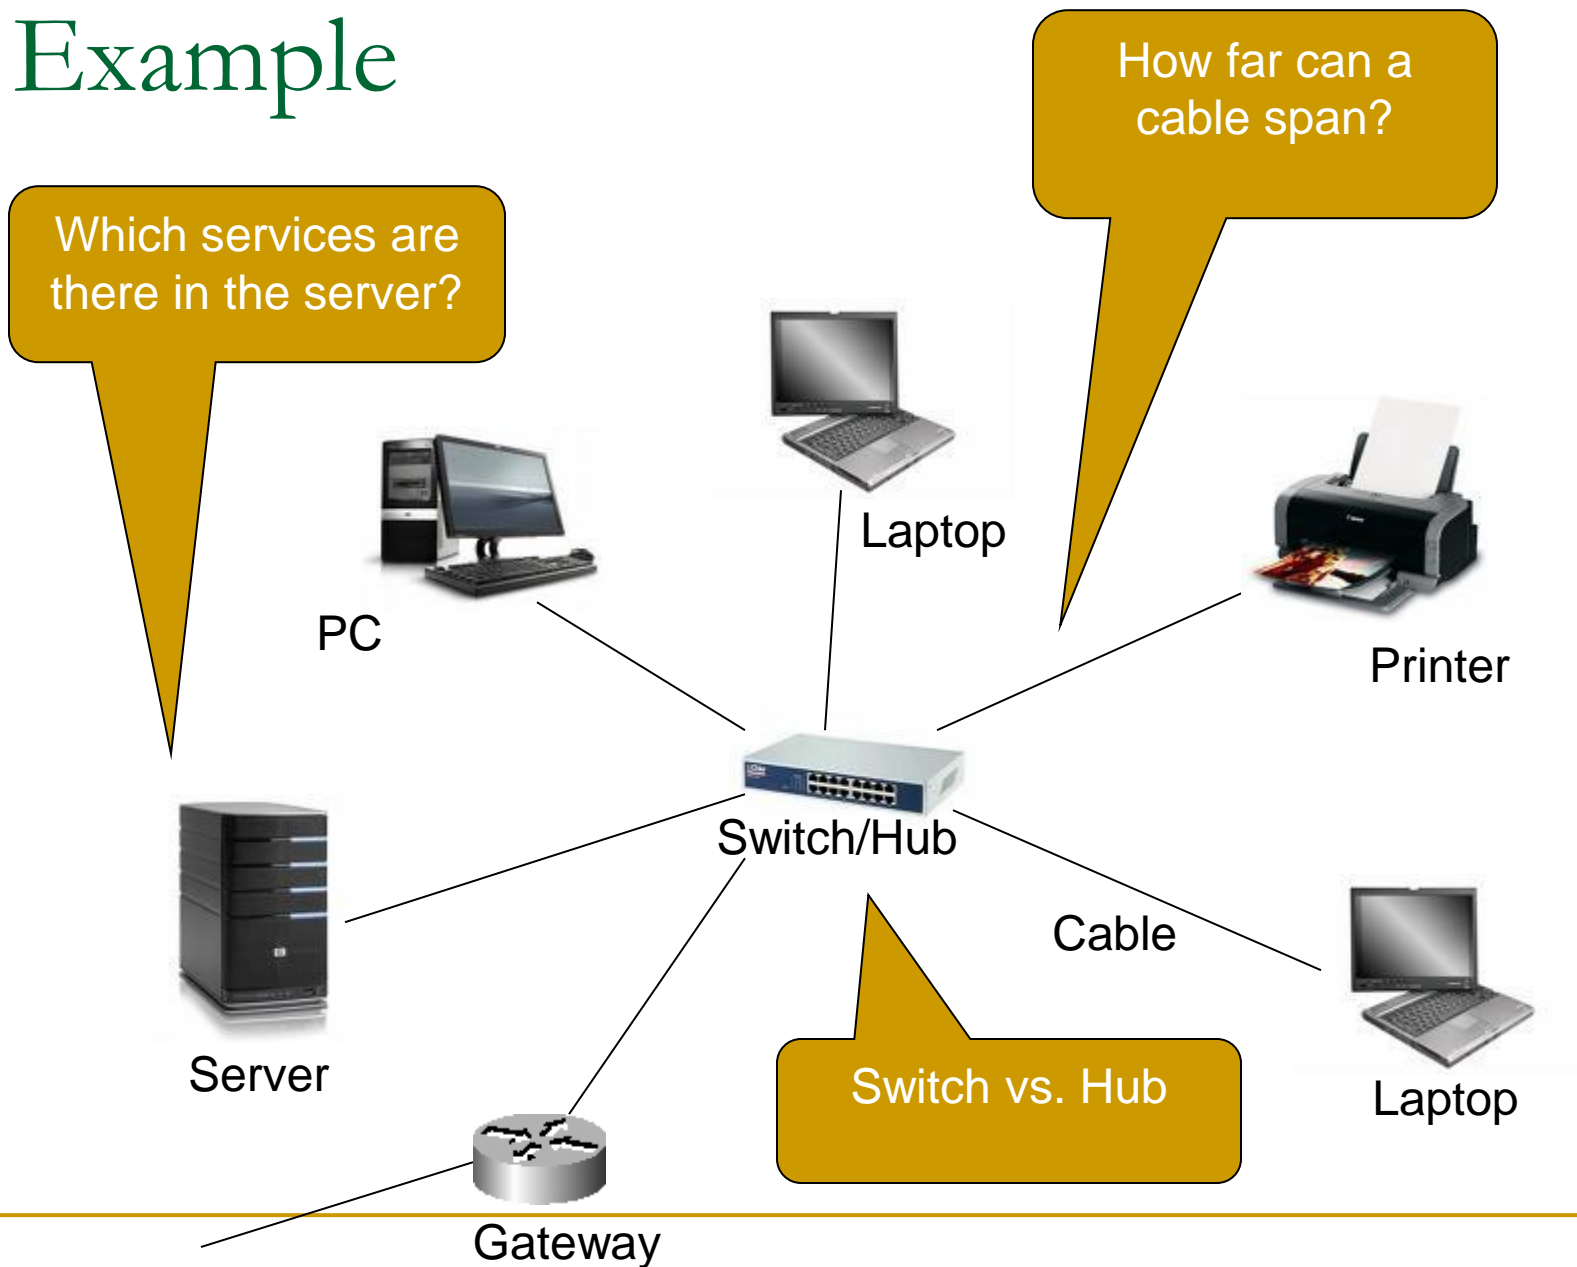 Example
How far can a
cable span?
Which services are
there in the server?
Laptop
PC
Printer
Switch/Hub
Cable
Server
Switch vs. Hub
Laptop
Gateway